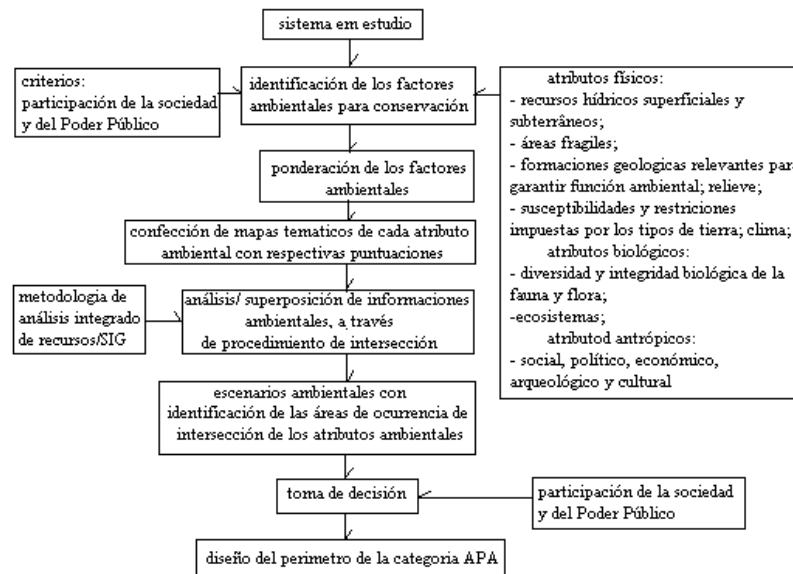 sistema em estudio
criterios:
participación de la sociedad
y del Poder Público
identificación de los factores
ambientales para conservación
atributos físicos:
- recursos hídricos superficiales y
subterrâneos;
- áreas fragiles;
- formaciones geologicas relevantes para
garantir función ambiental; relieve;
- susceptibilidades y restriciones
impuestas por los tipos de tierra; clima;
atributos biológicos:
- diversidad y integridad biológica de la
fauna y flora;
-ecosistemas;
atributod antrópicos:
- social, político, económico,
arqueológico y cultural
ponderación de los factores
ambientales
confección de mapas tematicos de cada atributo
ambiental con respectivas puntuaciones
metodologia de
análisis integrado
de recursos/SIG
análisis/ superposición de informaciones
ambientales, a través
de procedimiento de intersección
escenarios ambientales con
identificación de las áreas de ocurrencia de
intersección de los atributos ambientales
toma de decisión
participación de la sociedad
y del Poder Público
diseño del perimetro de la categoria APA